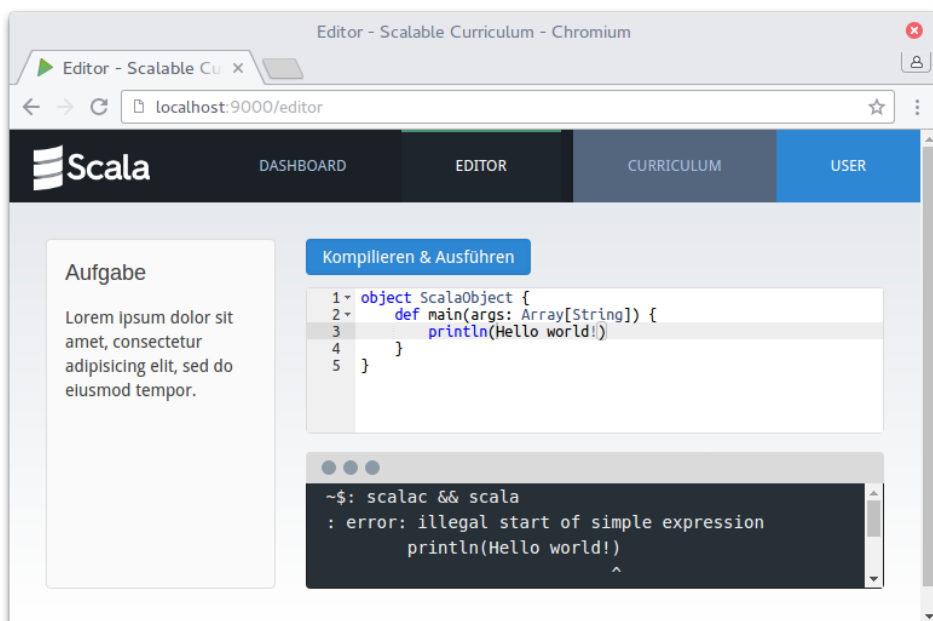 Editor - Scalable Curriculum - Chromium
Editor - Scalable Cu
localhost:9000/editor
Scala DASHBOARD EDITOR CURRICULUM USER
Aufgabe
Lorem ipsum dolor sit
amet, consectetur
adipisicing elit, sed do
eiusmod tempor.
Kompilieren & Ausführen
1 object ScalaObject {
2 def main(args: Array[String]) {
3 println(Hello world!)
4 }
5 }
~$: scalac && scala
: error: illegal start of simple expression
println(Hello world!)
^